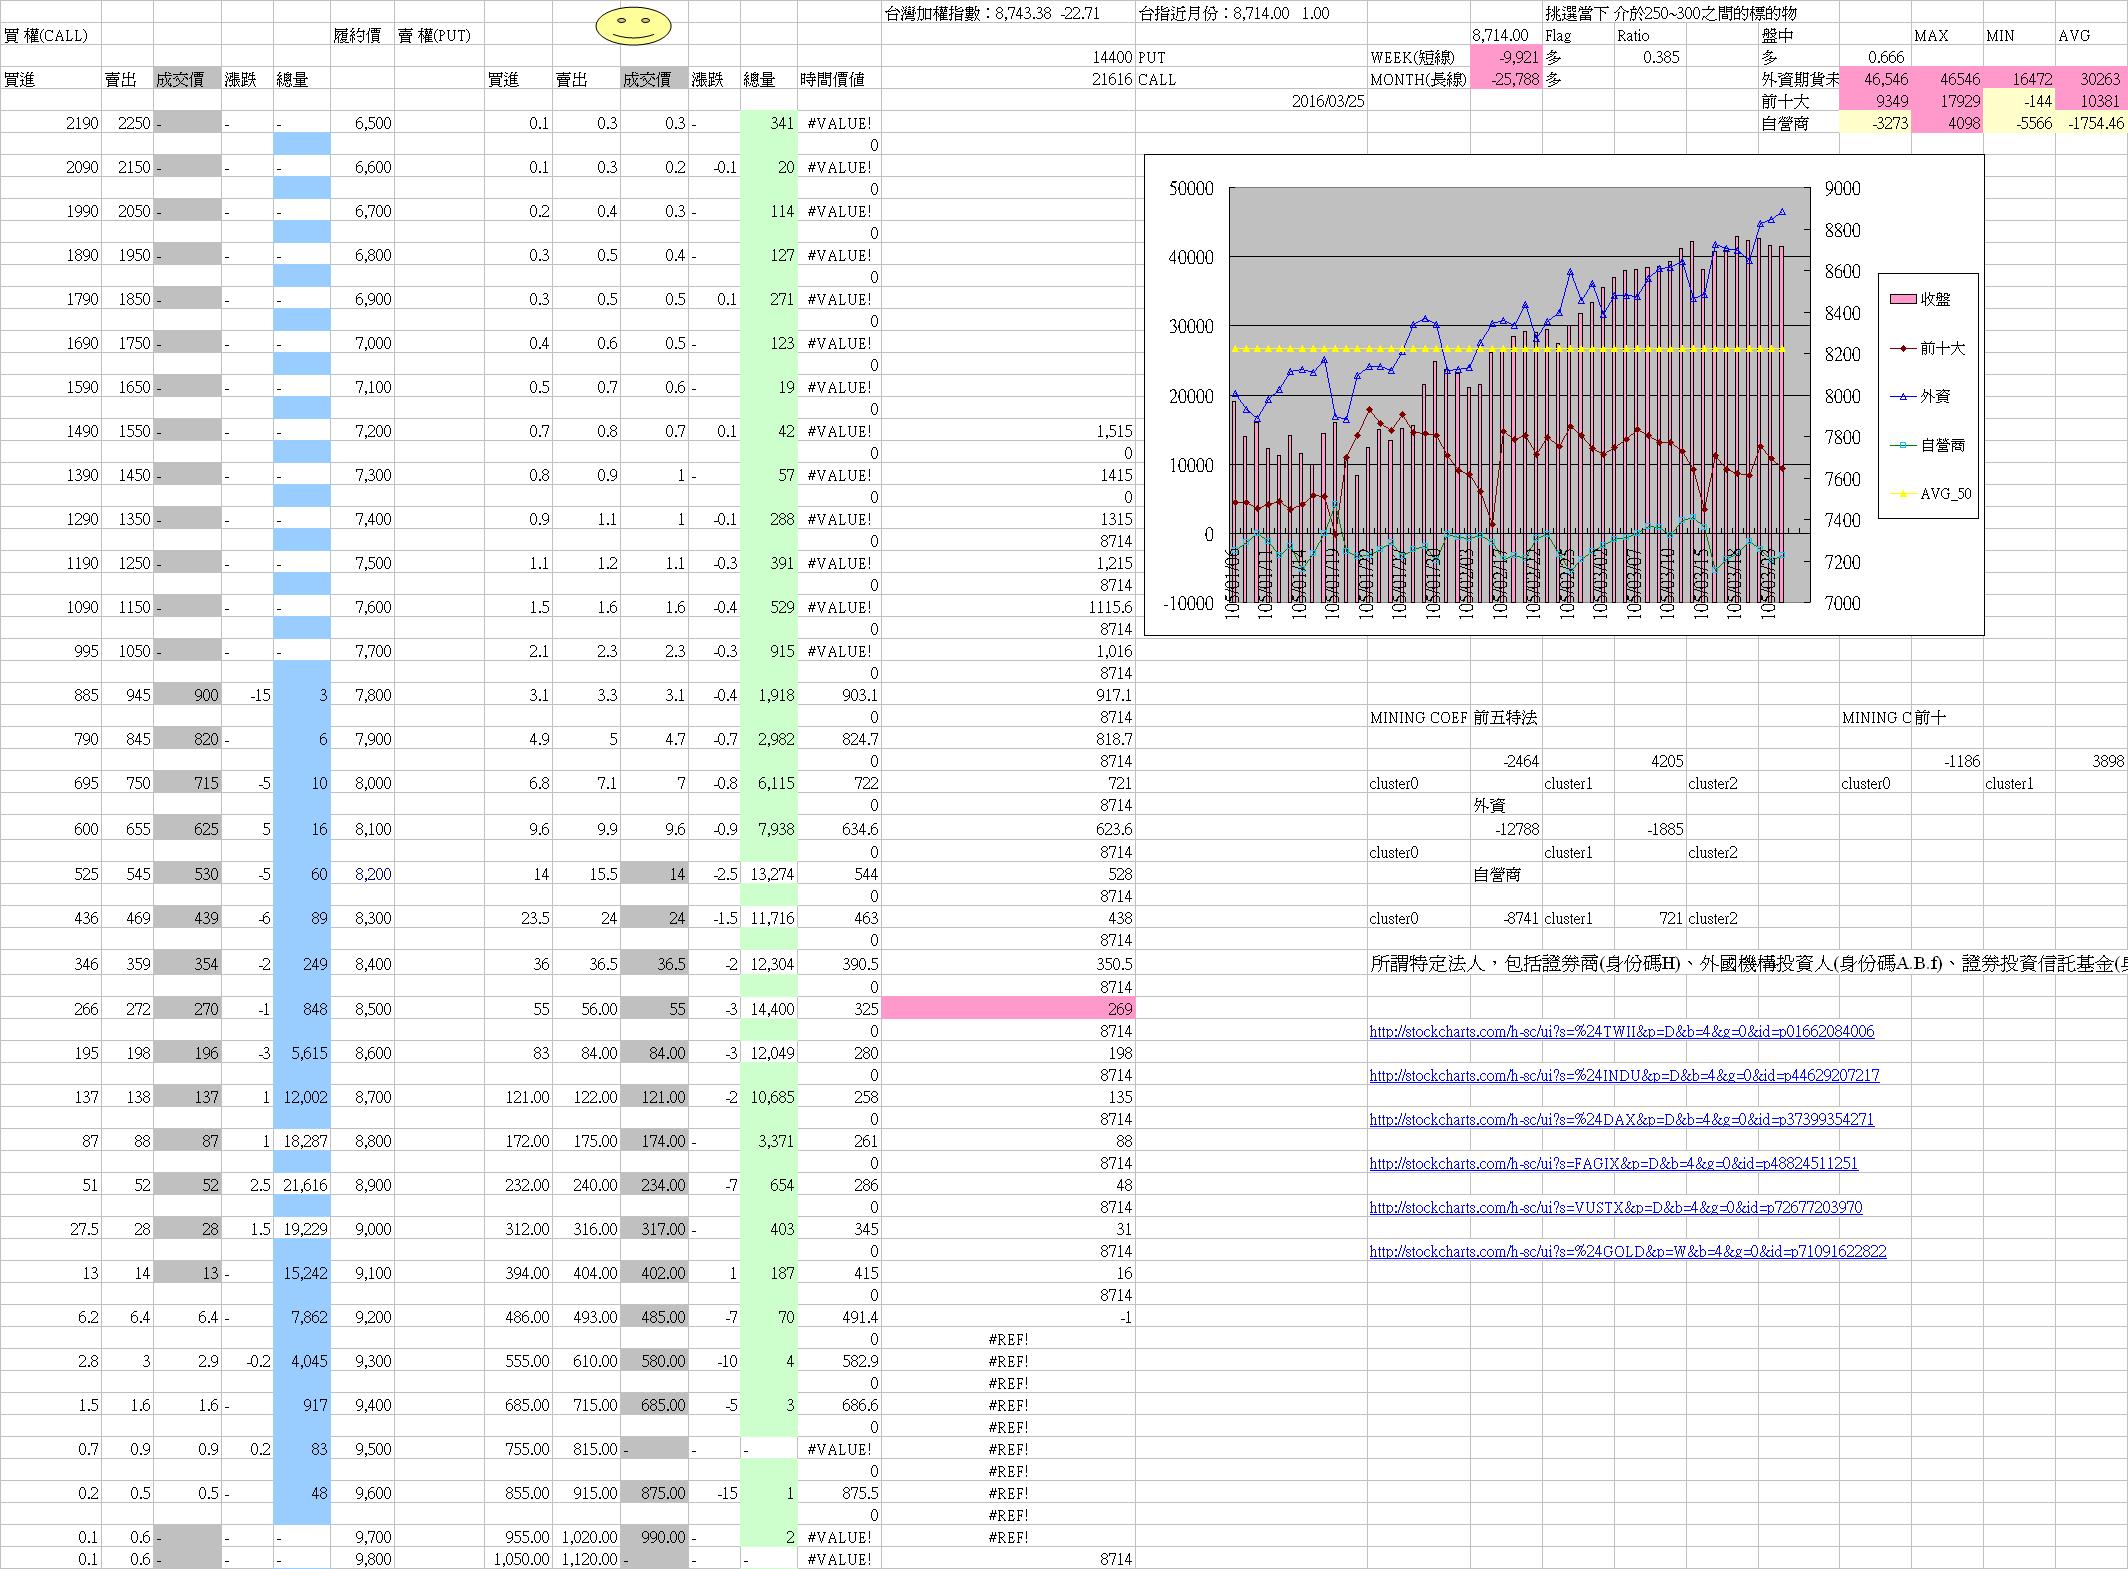 台灣加權指數：8,743.38 -22.71 台指近月份：8,714.00 1.00 挑選當下 介於250~300之間的標的物
買 權(CALL) 履約價 賣 權(PUT) 8,714.00 Flag Ratio 盤中 MAX MIN AVG
14400 PUT WEEK(短線) -9,921 多 0.385 多 0.666
買進 賣出 成交價 漲跌 總量 買進 賣出 成交價 漲跌 總量 時間價值 21616 CALL MONTH(長線) -25,788 多 外資期貨未 46,546 46546 16472 30263
2016/03/25 前十大 9349 17929 -144 10381
2190 2250 - - - 6,500 0.1 0.3 0.3 - 341 #VALUE! 自營商 -3273 4098 -5566 -1754.46
0
2090 2150 - - - 6,600 0.1 0.3 0.2 -0.1 20 #VALUE!
0
1990 2050 - - - 6,700 0.2 0.4 0.3 - 114 #VALUE!
0
1890 1950 - - - 6,800 0.3 0.5 0.4 - 127 #VALUE!
0
1790 1850 - - - 6,900 0.3 0.5 0.5 0.1 271 #VALUE!
0
1690 1750 - - - 7,000 0.4 0.6 0.5 - 123 #VALUE!
0
1590 1650 - - - 7,100 0.5 0.7 0.6 - 19 #VALUE!
0
1490 1550 - - - 7,200 0.7 0.8 0.7 0.1 42 #VALUE! 1,515
0 0
1390 1450 - - - 7,300 0.8 0.9 1 - 57 #VALUE! 1415
0 0
1290 1350 - - - 7,400 0.9 1.1 1 -0.1 288 #VALUE! 1315
0 8714
1190 1250 - - - 7,500 1.1 1.2 1.1 -0.3 391 #VALUE! 1,215
0 8714
1090 1150 - - - 7,600 1.5 1.6 1.6 -0.4 529 #VALUE! 1115.6
0 8714
995 1050 - - - 7,700 2.1 2.3 2.3 -0.3 915 #VALUE! 1,016
0 8714
50000 9000
8800
40000
8600
收盤
30000 8400
前十大
8200
20000 8000
外資
7800
自營商
10000
7600
AVG_50
0 7400
7200
-10000 7000
105/01/06 105/01/11 105/01/14 105/01/19 105/01/22 105/01/27 105/01/30 105/02/03 105/02/17 105/02/22 105/02/25 105/03/02 105/03/07 105/03/10 105/03/15 105/03/18 105/03/23
885 945 900 -15 3 7,800 3.1 3.3 3.1 -0.4 1,918 903.1 917.1
0 8714 MINING COEF 前五特法 MINING C 前十
790 845 820 - 6 7,900 4.9 5 4.7 -0.7 2,982 824.7 818.7
0 8714 -2464 4205 -1186 3898
695 750 715 -5 10 8,000 6.8 7.1 7 -0.8 6,115 722 721 cluster0 cluster1 cluster2 cluster0 cluster1
0 8714 外資
600 655 625 5 16 8,100 9.6 9.9 9.6 -0.9 7,938 634.6 623.6 -12788 -1885
0 8714 cluster0 cluster1 cluster2
525 545 530 -5 60 8,200 14 15.5 14 -2.5 13,274 544 528 自營商
0 8714
436 469 439 -6 89 8,300 23.5 24 24 -1.5 11,716 463 438 cluster0 -8741 cluster1 721 cluster2
0 8714
346 359 354 -2 249 8,400 36 36.5 36.5 -2 12,304 390.5 350.5 所謂特定法人，包括證券商(身份碼H)、外國機構投資人(身份碼A.B.f)、證券投資信託基金(
0 8714
266 272 270 -1 848 8,500 55 56.00 55 -3 14,400 325 269
0 8714 http://stockcharts.com/h-sc/ui?s=%24TWII&p=D&b=4&g=0&id=p01662084006
195 198 196 -3 5,615 8,600 83 84.00 84.00 -3 12,049 280 198
0 8714 http://stockcharts.com/h-sc/ui?s=%24INDU&p=D&b=4&g=0&id=p44629207217
137 138 137 1 12,002 8,700 121.00 122.00 121.00 -2 10,685 258 135
0 8714 http://stockcharts.com/h-sc/ui?s=%24DAX&p=D&b=4&g=0&id=p37399354271
87 88 87 1 18,287 8,800 172.00 175.00 174.00 - 3,371 261 88
0 8714 http://stockcharts.com/h-sc/ui?s=FAGIX&p=D&b=4&g=0&id=p48824511251
51 52 52 2.5 21,616 8,900 232.00 240.00 234.00 -7 654 286 48
0 8714 http://stockcharts.com/h-sc/ui?s=VUSTX&p=D&b=4&g=0&id=p72677203970
27.5 28 28 1.5 19,229 9,000 312.00 316.00 317.00 - 403 345 31
0 8714 http://stockcharts.com/h-sc/ui?s=%24GOLD&p=W&b=4&g=0&id=p71091622822
13 14 13 - 15,242 9,100 394.00 404.00 402.00 1 187 415 16
0 8714
6.2 6.4 6.4 - 7,862 9,200 486.00 493.00 485.00 -7 70 491.4 -1
0 #REF!
2.8 3 2.9 -0.2 4,045 9,300 555.00 610.00 580.00 -10 4 582.9 #REF!
0 #REF!
1.5 1.6 1.6 - 917 9,400 685.00 715.00 685.00 -5 3 686.6 #REF!
0 #REF!
0.7 0.9 0.9 0.2 83 9,500 755.00 815.00 - - - #VALUE! #REF!
0 #REF!
0.2 0.5 0.5 - 48 9,600 855.00 915.00 875.00 -15 1 875.5 #REF!
0 #REF!
0.1 0.6 - - - 9,700 955.00 1,020.00 990.00 - 2 #VALUE! #REF!
0.1 0.6 - - - 9,800 1,050.00 1,120.00 - - - #VALUE! 8714